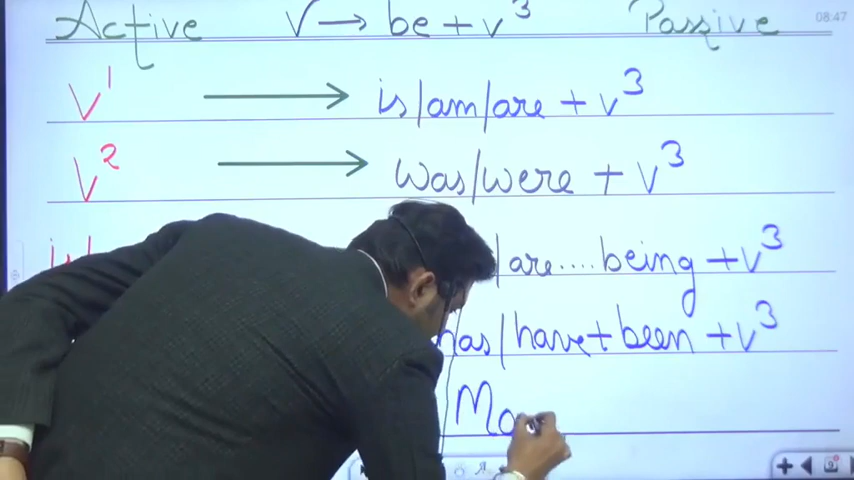 Active V → be + v³ Passive 08:47
V¹ → is/am/are + v³
V² → was/were + v³
is/ /are....being + v³
has/have + been + v³